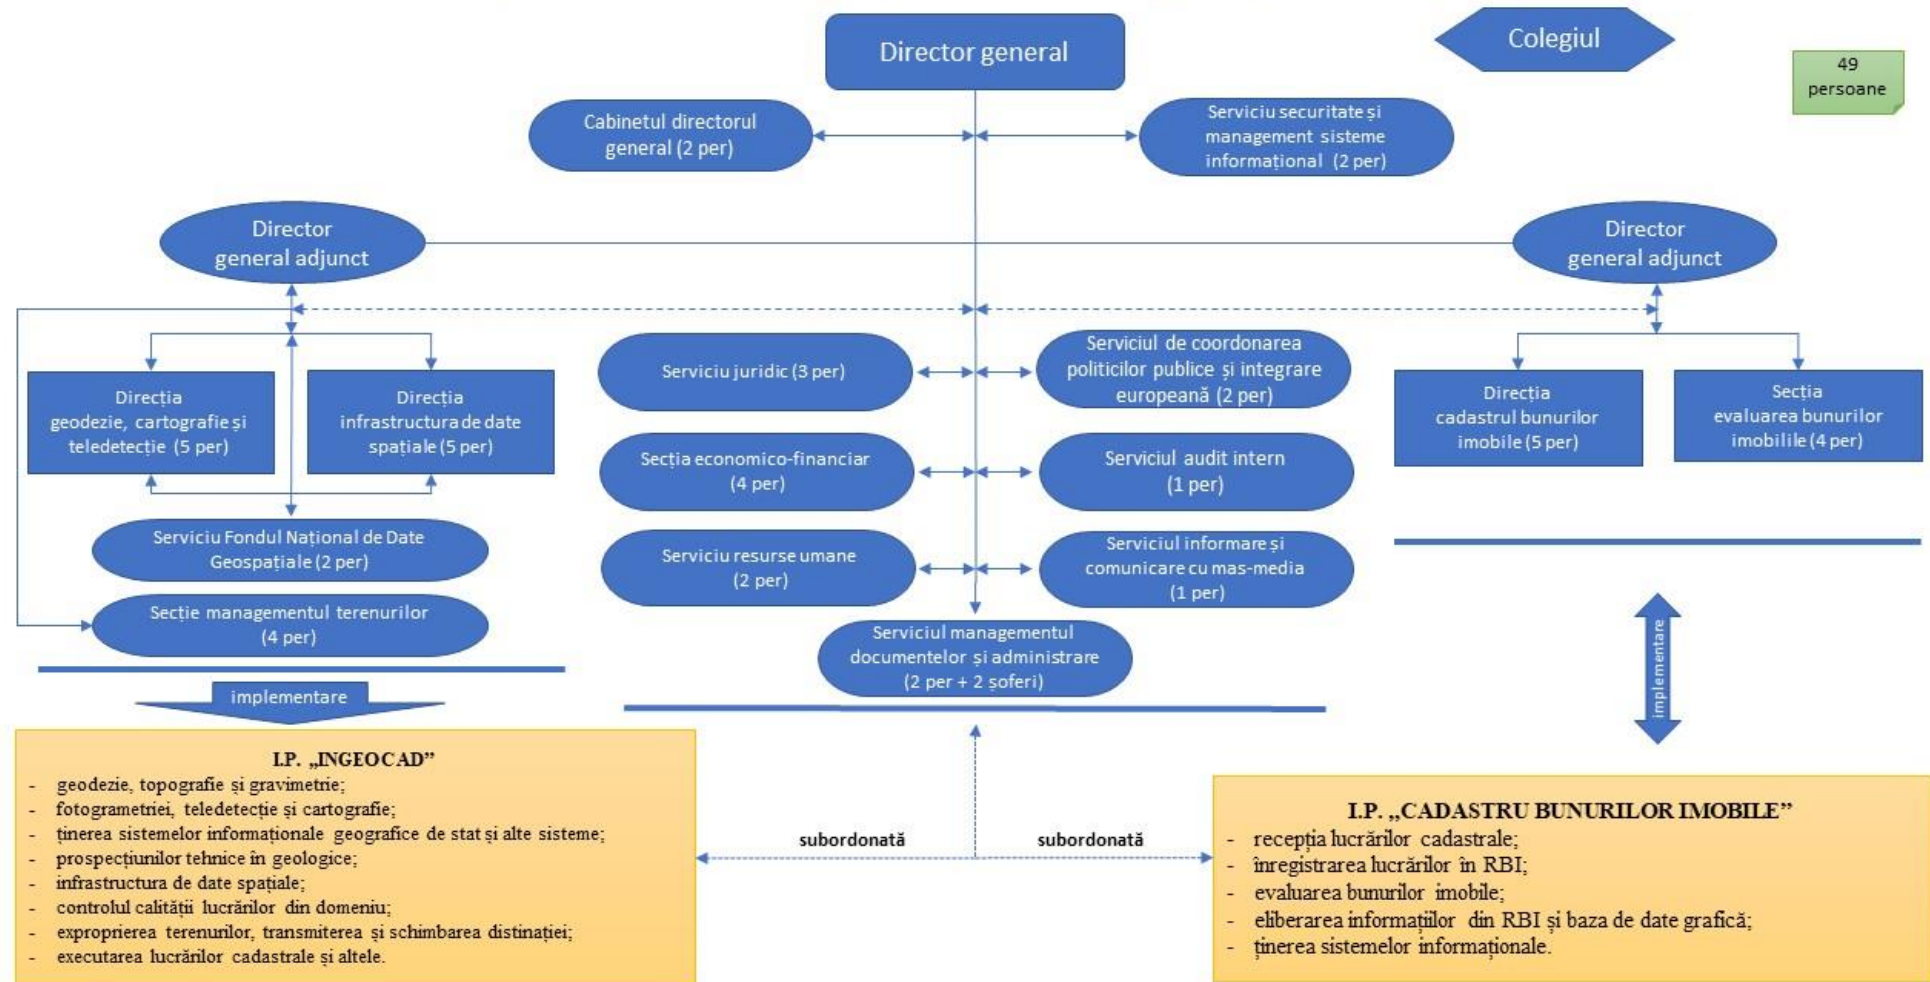 Director general
Colegiul
49
persoane
Cabinetul directorul
general (2 per)
Serviciu securitate și
management sisteme
informațional (2 per)
Director
general adjunct
Director
general adjunct
Direcția
geodezie, cartografie și
teledetecție (5 per)
Direcția
infrastructura de date
spațiale (5 per)
Serviciu Fondul Național de Date
Geospațiale (2 per)
Secție managementul terenurilor
(4 per)
Serviciu juridic (3 per)
Serviciul de coordonarea
politicilor publice și integrare
europeană (2 per)
Secția economico-financiar
(4 per)
Serviciul audit intern
(1 per)
Serviciu resurse umane
(2 per)
Serviciul informare și
comunicare cu mas-media
(1 per)
Serviciul managementul
documentelor și administrare
(2 per + 2 șoferi)
Direcția
cadastrul bunurilor
imobile (5 per)
Secția
evaluarea bunurilor
imobilile (4 per)
implementare
implementare
I.P. „INGEOCAD”
- geodezie, topografie și gravimetrie;
- fotogrametriei, teledetecție și cartografie;
- ținerea sistemelor informaționale geografice de stat și alte sisteme;
- prospecțiunilor tehnice în geologice;
- infrastructura de date spațiale;
- controlul calității lucrărilor din domeniu;
- exproprierea terenurilor, transmiterea și schimbarea distinației;
- executarea lucrărilor cadastrale și altele.
subordonată
subordonată
I.P. „CADASTRU BUNURILOR IMOBILE”
- recepția lucrărilor cadastrale;
- înregistrarea lucrărilor în RBI;
- evaluarea bunurilor imobile;
- eliberarea informațiilor din RBI și baza de date grafică;
- ținerea sistemelor informaționale.